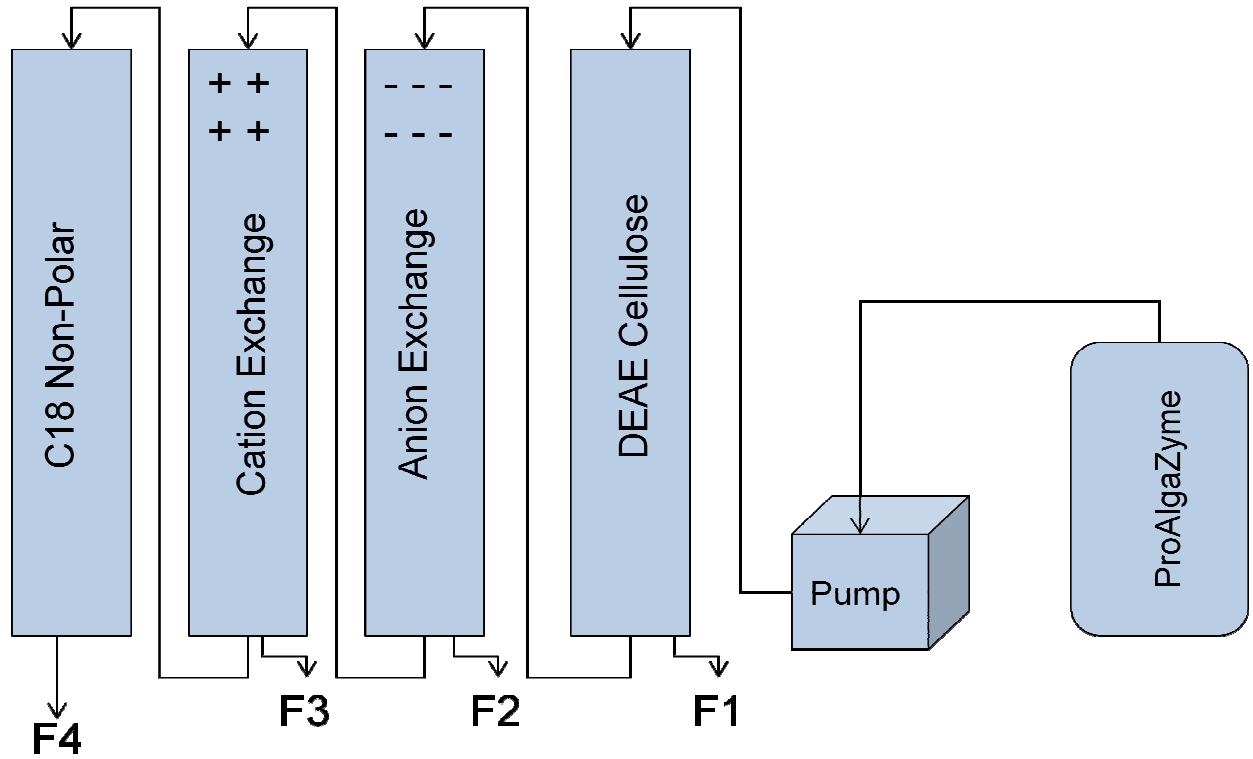 C18 Non-Polar
+ +
+ +
Cation Exchange
- - -
- - -
Anion Exchange
DEAE Cellulose
Pump
ProAlgaZyme
F4
F3
F2
F1